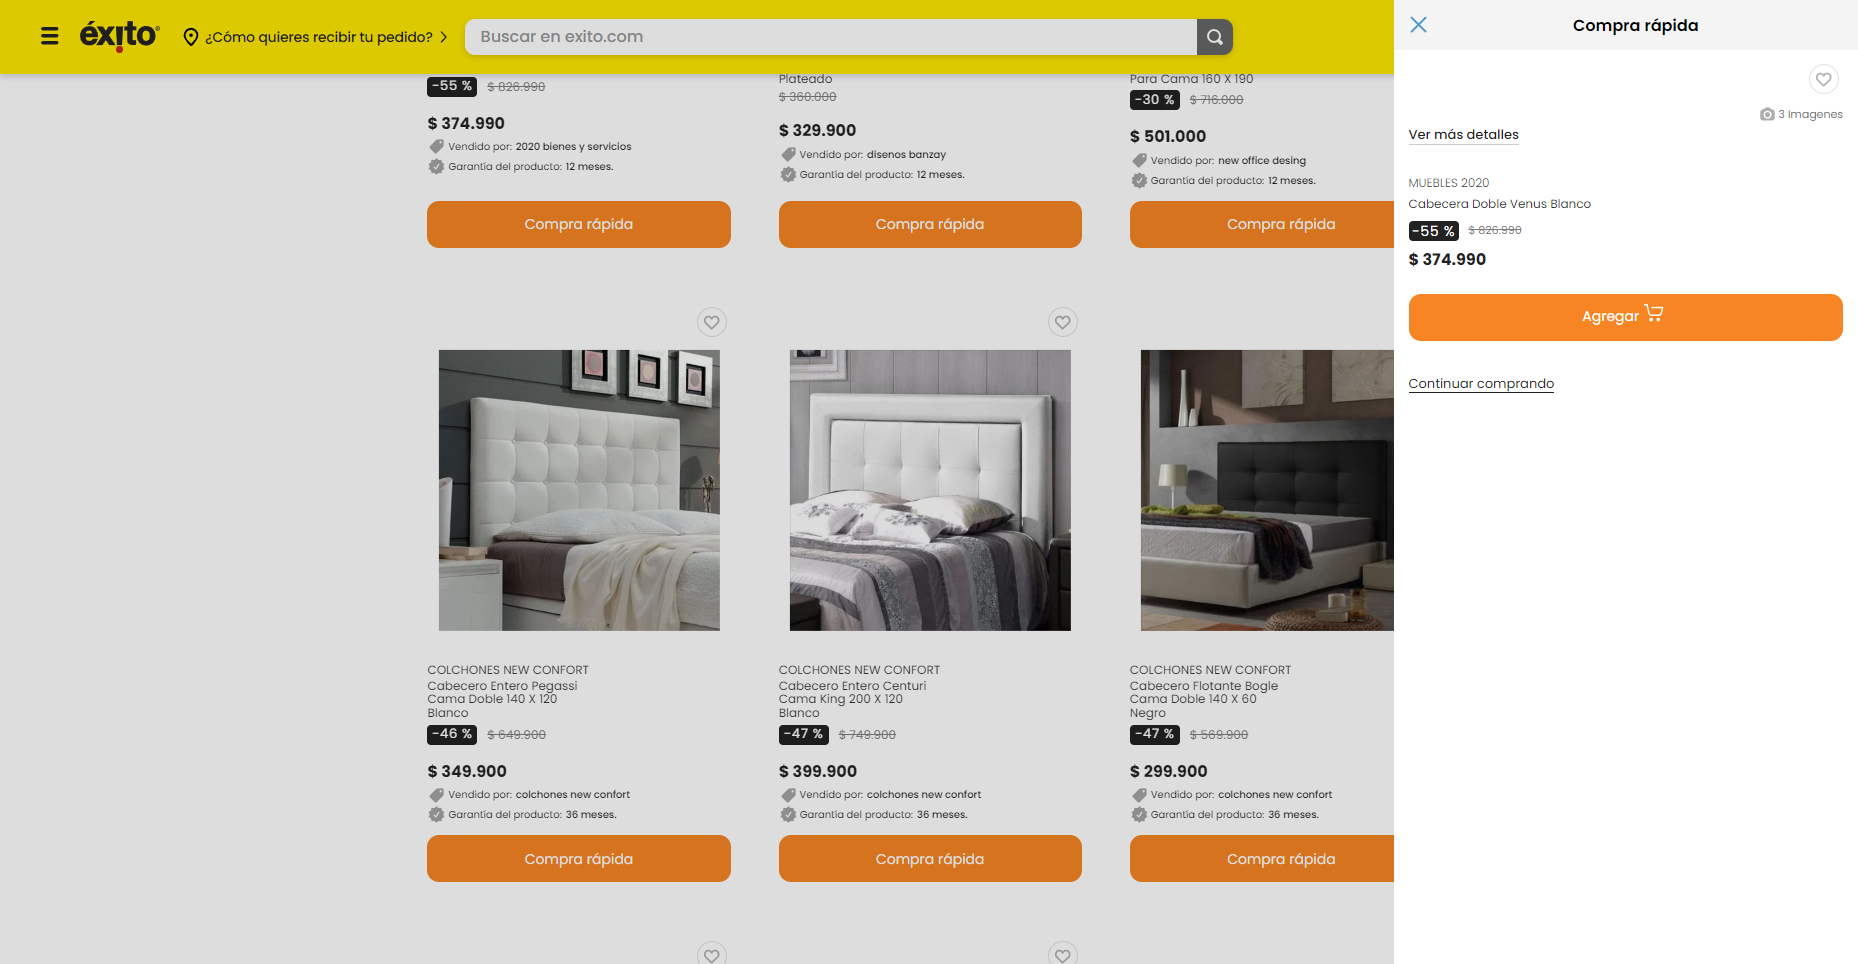 éxito
¿Cómo quieres recibir tu pedido?
Buscar en exito.com
-55 % $ 826.990
$ 374.990
Vendido por: 2020 bienes y servicios
Garantía del producto: 12 meses.
Compra rápida
Plateado
$ 360.000
$ 329.900
Vendido por: disenos banzay
Garantía del producto: 12 meses.
Compra rápida
Para Cama 160 X 190
-30 % $ 716.000
$ 501.000
Vendido por: new office desing
Garantía del producto: 12 meses.
Compra rápida
COLCHONES NEW CONFORT
Cabecero Entero Pegassi
Cama Doble 140 X 120
Blanco
-46 % $ 649.900
$ 349.900
Vendido por: colchones new confort
Garantía del producto: 36 meses.
Compra rápida
COLCHONES NEW CONFORT
Cabecero Entero Centuri
Cama King 200 X 120
Blanco
-47 % $ 749.900
$ 399.900
Vendido por: colchones new confort
Garantía del producto: 36 meses.
Compra rápida
COLCHONES NEW CONFORT
Cabecero Flotante Bogle
Cama Doble 140 X 60
Negro
-47 % $ 569.900
$ 299.900
Vendido por: colchones new confort
Garantía del producto: 36 meses.
Compra rápida
Compra rápida
3 Imagenes
Ver más detalles
MUEBLES 2020
Cabecera Doble Venus Blanco
-55 % $ 826.990
$ 374.990
Agregar
Continuar comprando